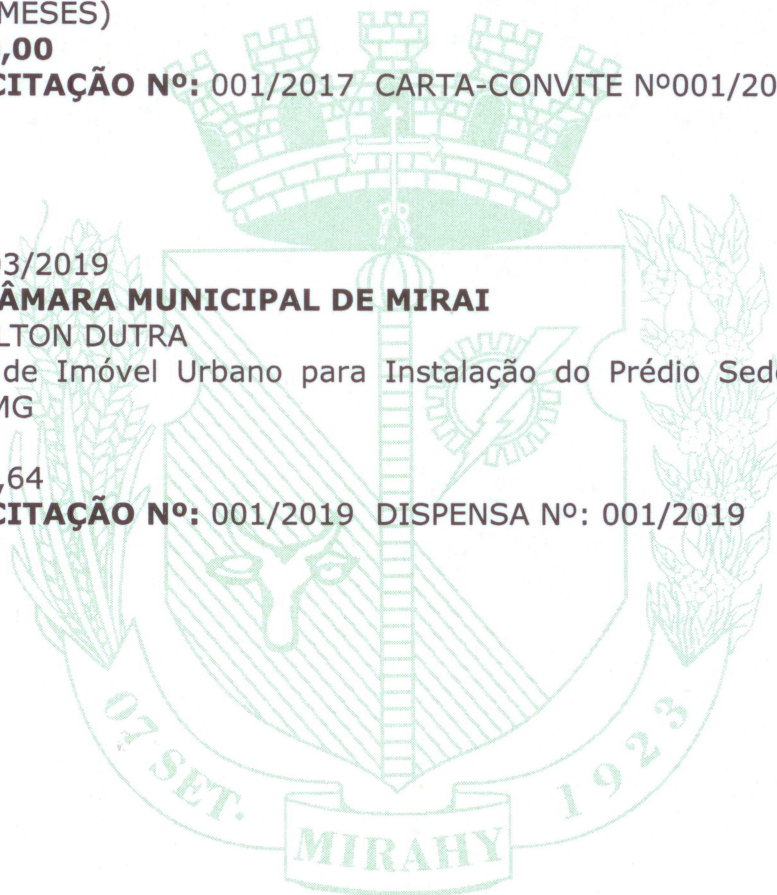 MESES)
,00
CITAÇÃO Nº: 001/2017 CARTA-CONVITE Nº001/20
03/2019
ÂMARA MUNICIPAL DE MIRAI
LTON DUTRA
de Imóvel Urbano para Instalação do Prédio Sede
MG
,64
CITAÇÃO Nº: 001/2019 DISPENSA Nº: 001/2019
07 SET. 1923
MIRAHY